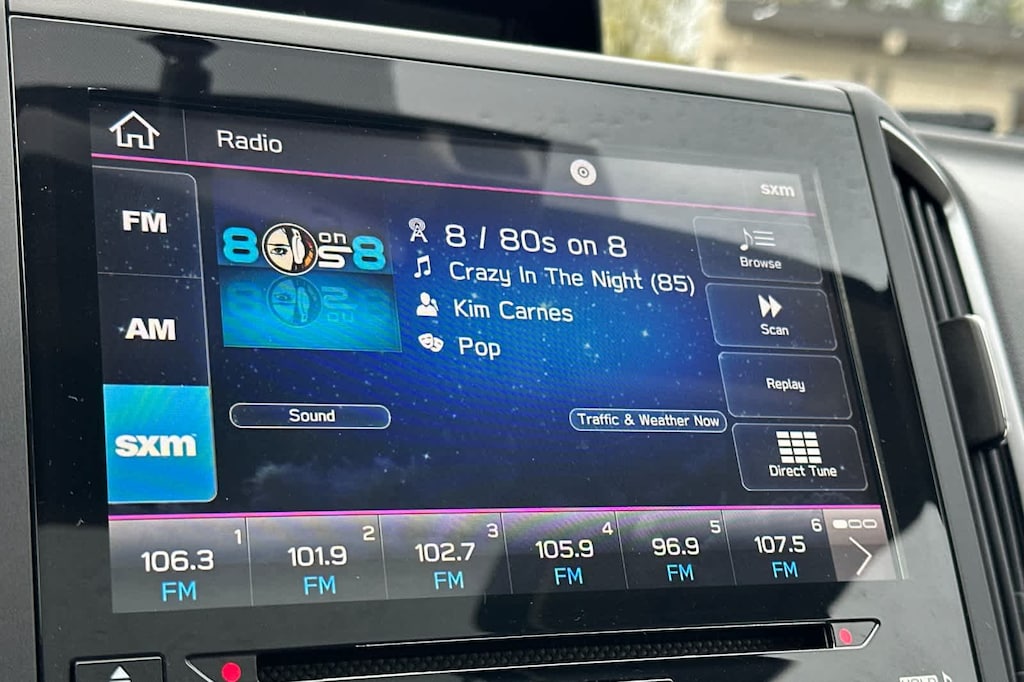 Radio
sxm
FM
AM
sxm
8 on 8
80s
8 / 80s on 8
Crazy In The Night (85)
Kim Carnes
Pop
Sound
Traffic & Weather Now
Browse
Scan
Replay
Direct Tune
1 2 3 4 5 6
106.3 101.9 102.7 105.9 96.9 107.5
FM FM FM FM FM FM